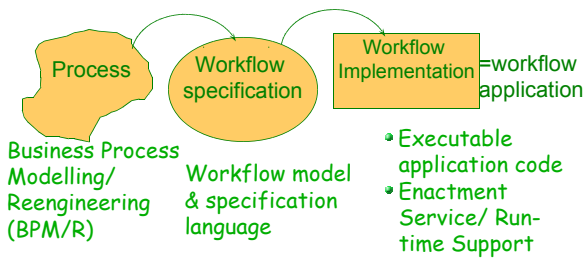 Process
Workflow
specification
Workflow
Implementation
=workflow
application
Business Process
Modelling/
Reengineering
(BPM/R)
Workflow model
& specification
language
Executable
application code
Enactment
Service/ Run-
time Support